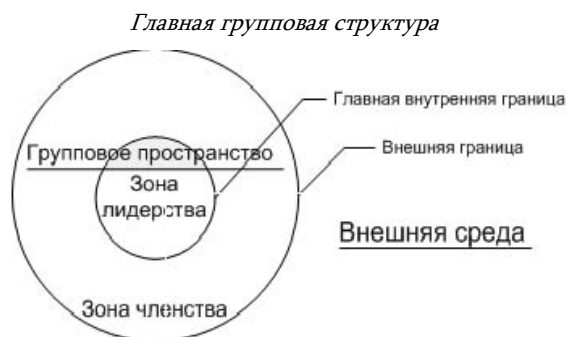 Главная групповая структура
Главная внутренняя граница
Внешняя граница
Групповое пространство
Зона
лидерства
Внешняя среда
Зона членства